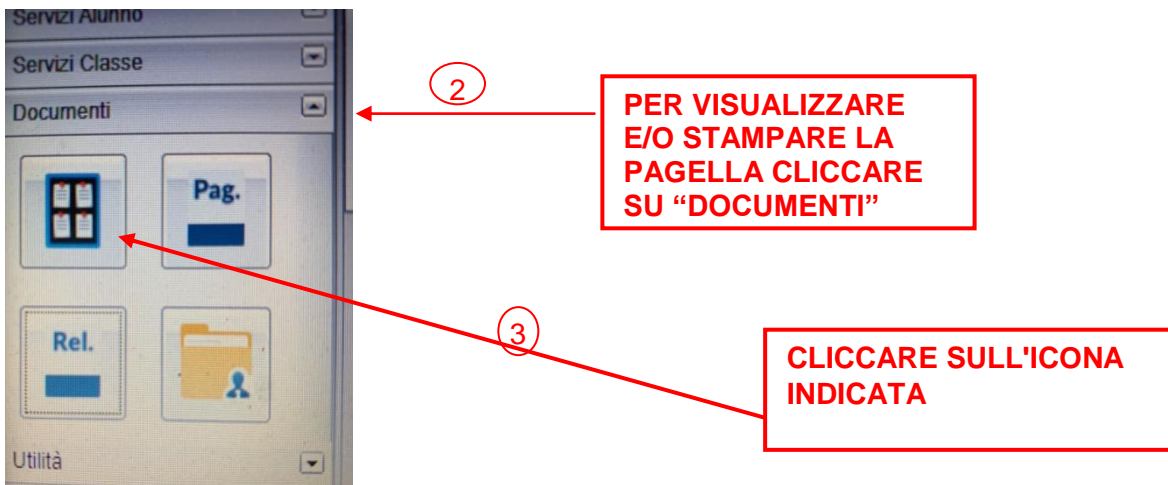 Servizi Alunno
Servizi Classe
2
Documenti
PER VISUALIZZARE
E/O STAMPARE LA
PAGELLA CLICCARE
SU “DOCUMENTI”
Pag.
3
Rel.
CLICCARE SULL'ICONA
INDICATA
Utilità